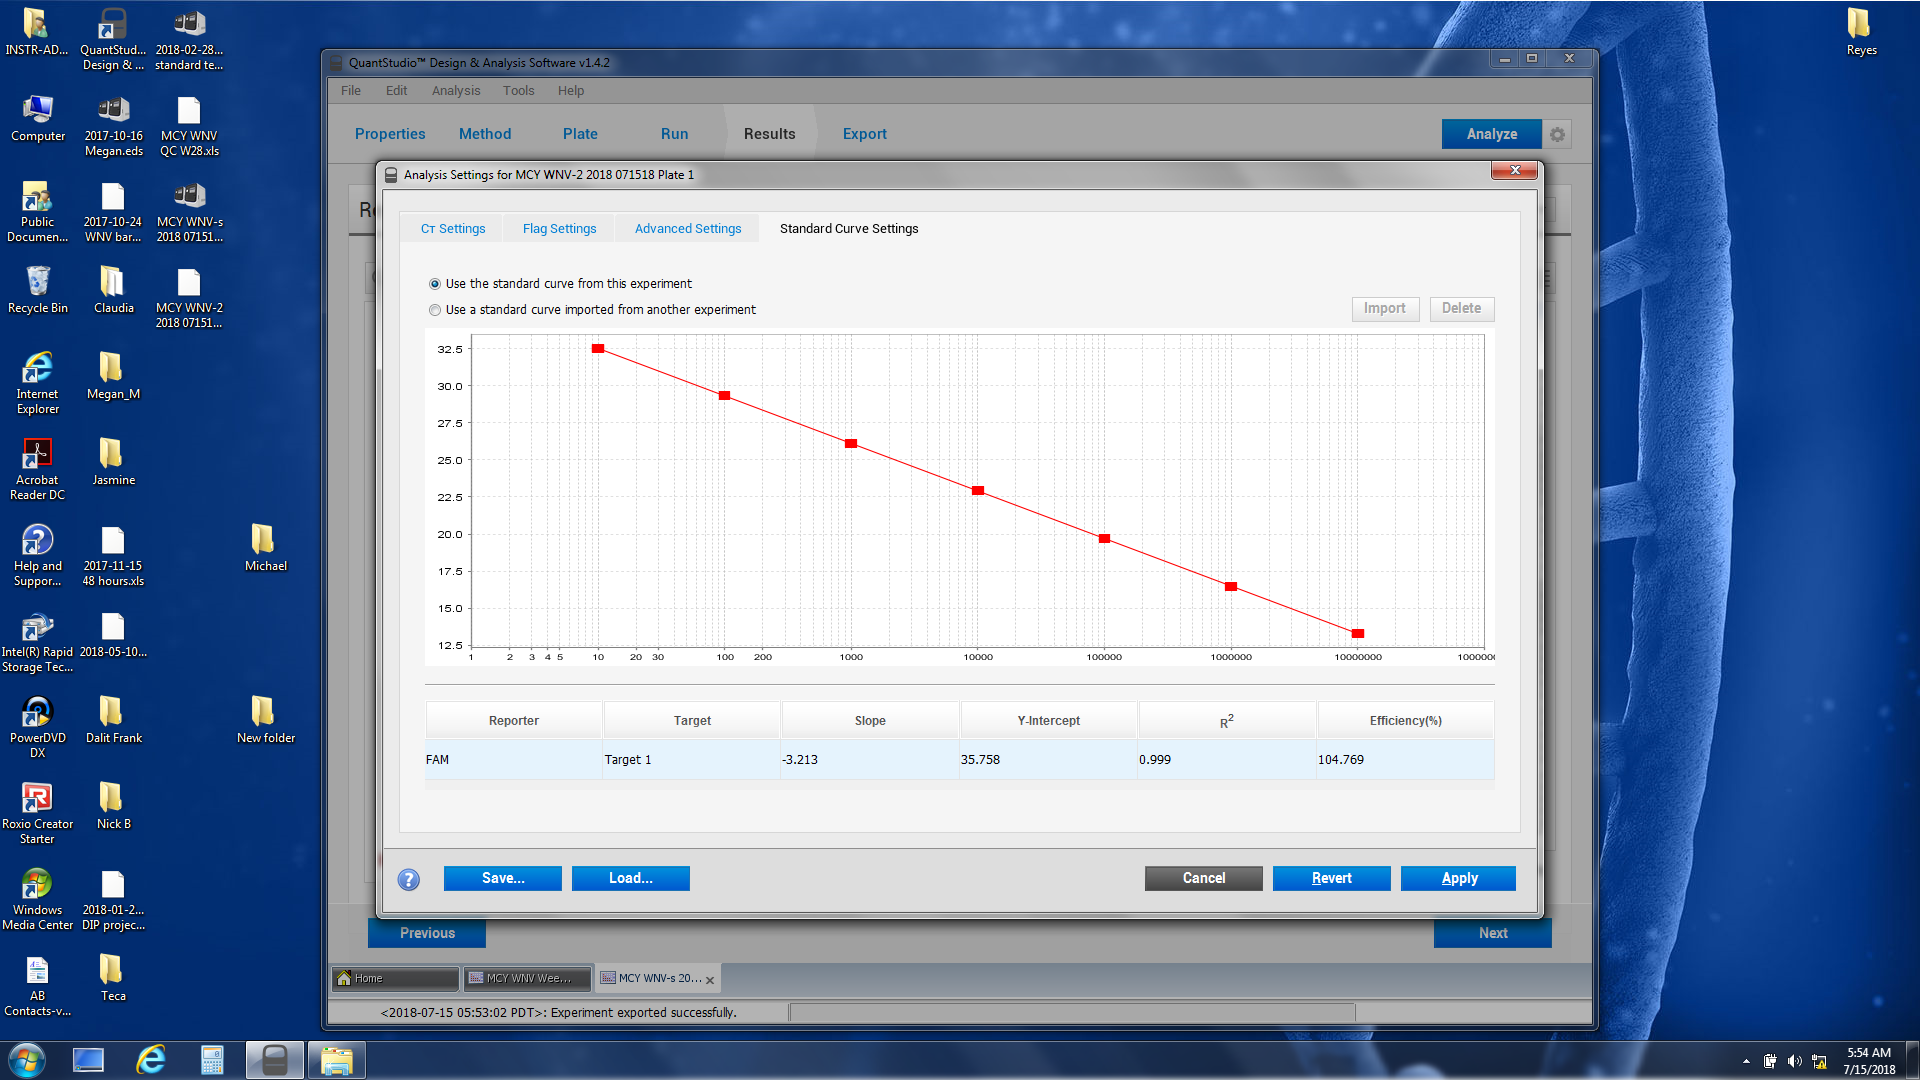 INSTR-AD...
QuantStud...
Design & ...
2018-02-28...
standard te...
Reyes
Computer
2017-10-16
Megan.eds
MCY WNV
QC W28.xls
Public
Documen...
2017-10-24
WNV bar...
MCY WNV-s
2018 07151...
Recycle Bin
Claudia
MCY WNV-2
2018 07151...
Internet
Explorer
Megan_M
Acrobat
Reader DC
Jasmine
Help and
Suppor...
2017-11-15
48 hours.xls
Michael
Intel(R) Rapid
Storage Tec...
2018-05-10...
PowerDVD
DX
Dalit Frank
New folder
Roxio Creator
Starter
Nick B
Windows
Media Center
2018-01-2...
DIP projec...
AB
Contacts-v...
Teca
QuantStudio™ Design & Analysis Software v1.4.2
File Edit Analysis Tools Help
Properties Method Plate Run Results Export Analyze
Analysis Settings for MCY WNV-2 2018 071518 Plate 1
CT Settings Flag Settings Advanced Settings Standard Curve Settings
Use the standard curve from this experiment
Use a standard curve imported from another experiment Import Delete
32.5
30.0
27.5
25.0
22.5
20.0
17.5
15.0
12.5
1 2 3 4 5 10 20 30 100 200 1000 10000 100000 1000000 10000000 1000000
Reporter Target Slope Y-Intercept R2 Efficiency(%)
FAM Target 1 -3.213 35.758 0.999 104.769
? Save... Load... Cancel Revert Apply
Previous Next
Home MCY WNV Wee... MCY WNV-s 20...
<2018-07-15 05:53:02 PDT>: Experiment exported successfully.
5:54 AM
7/15/2018